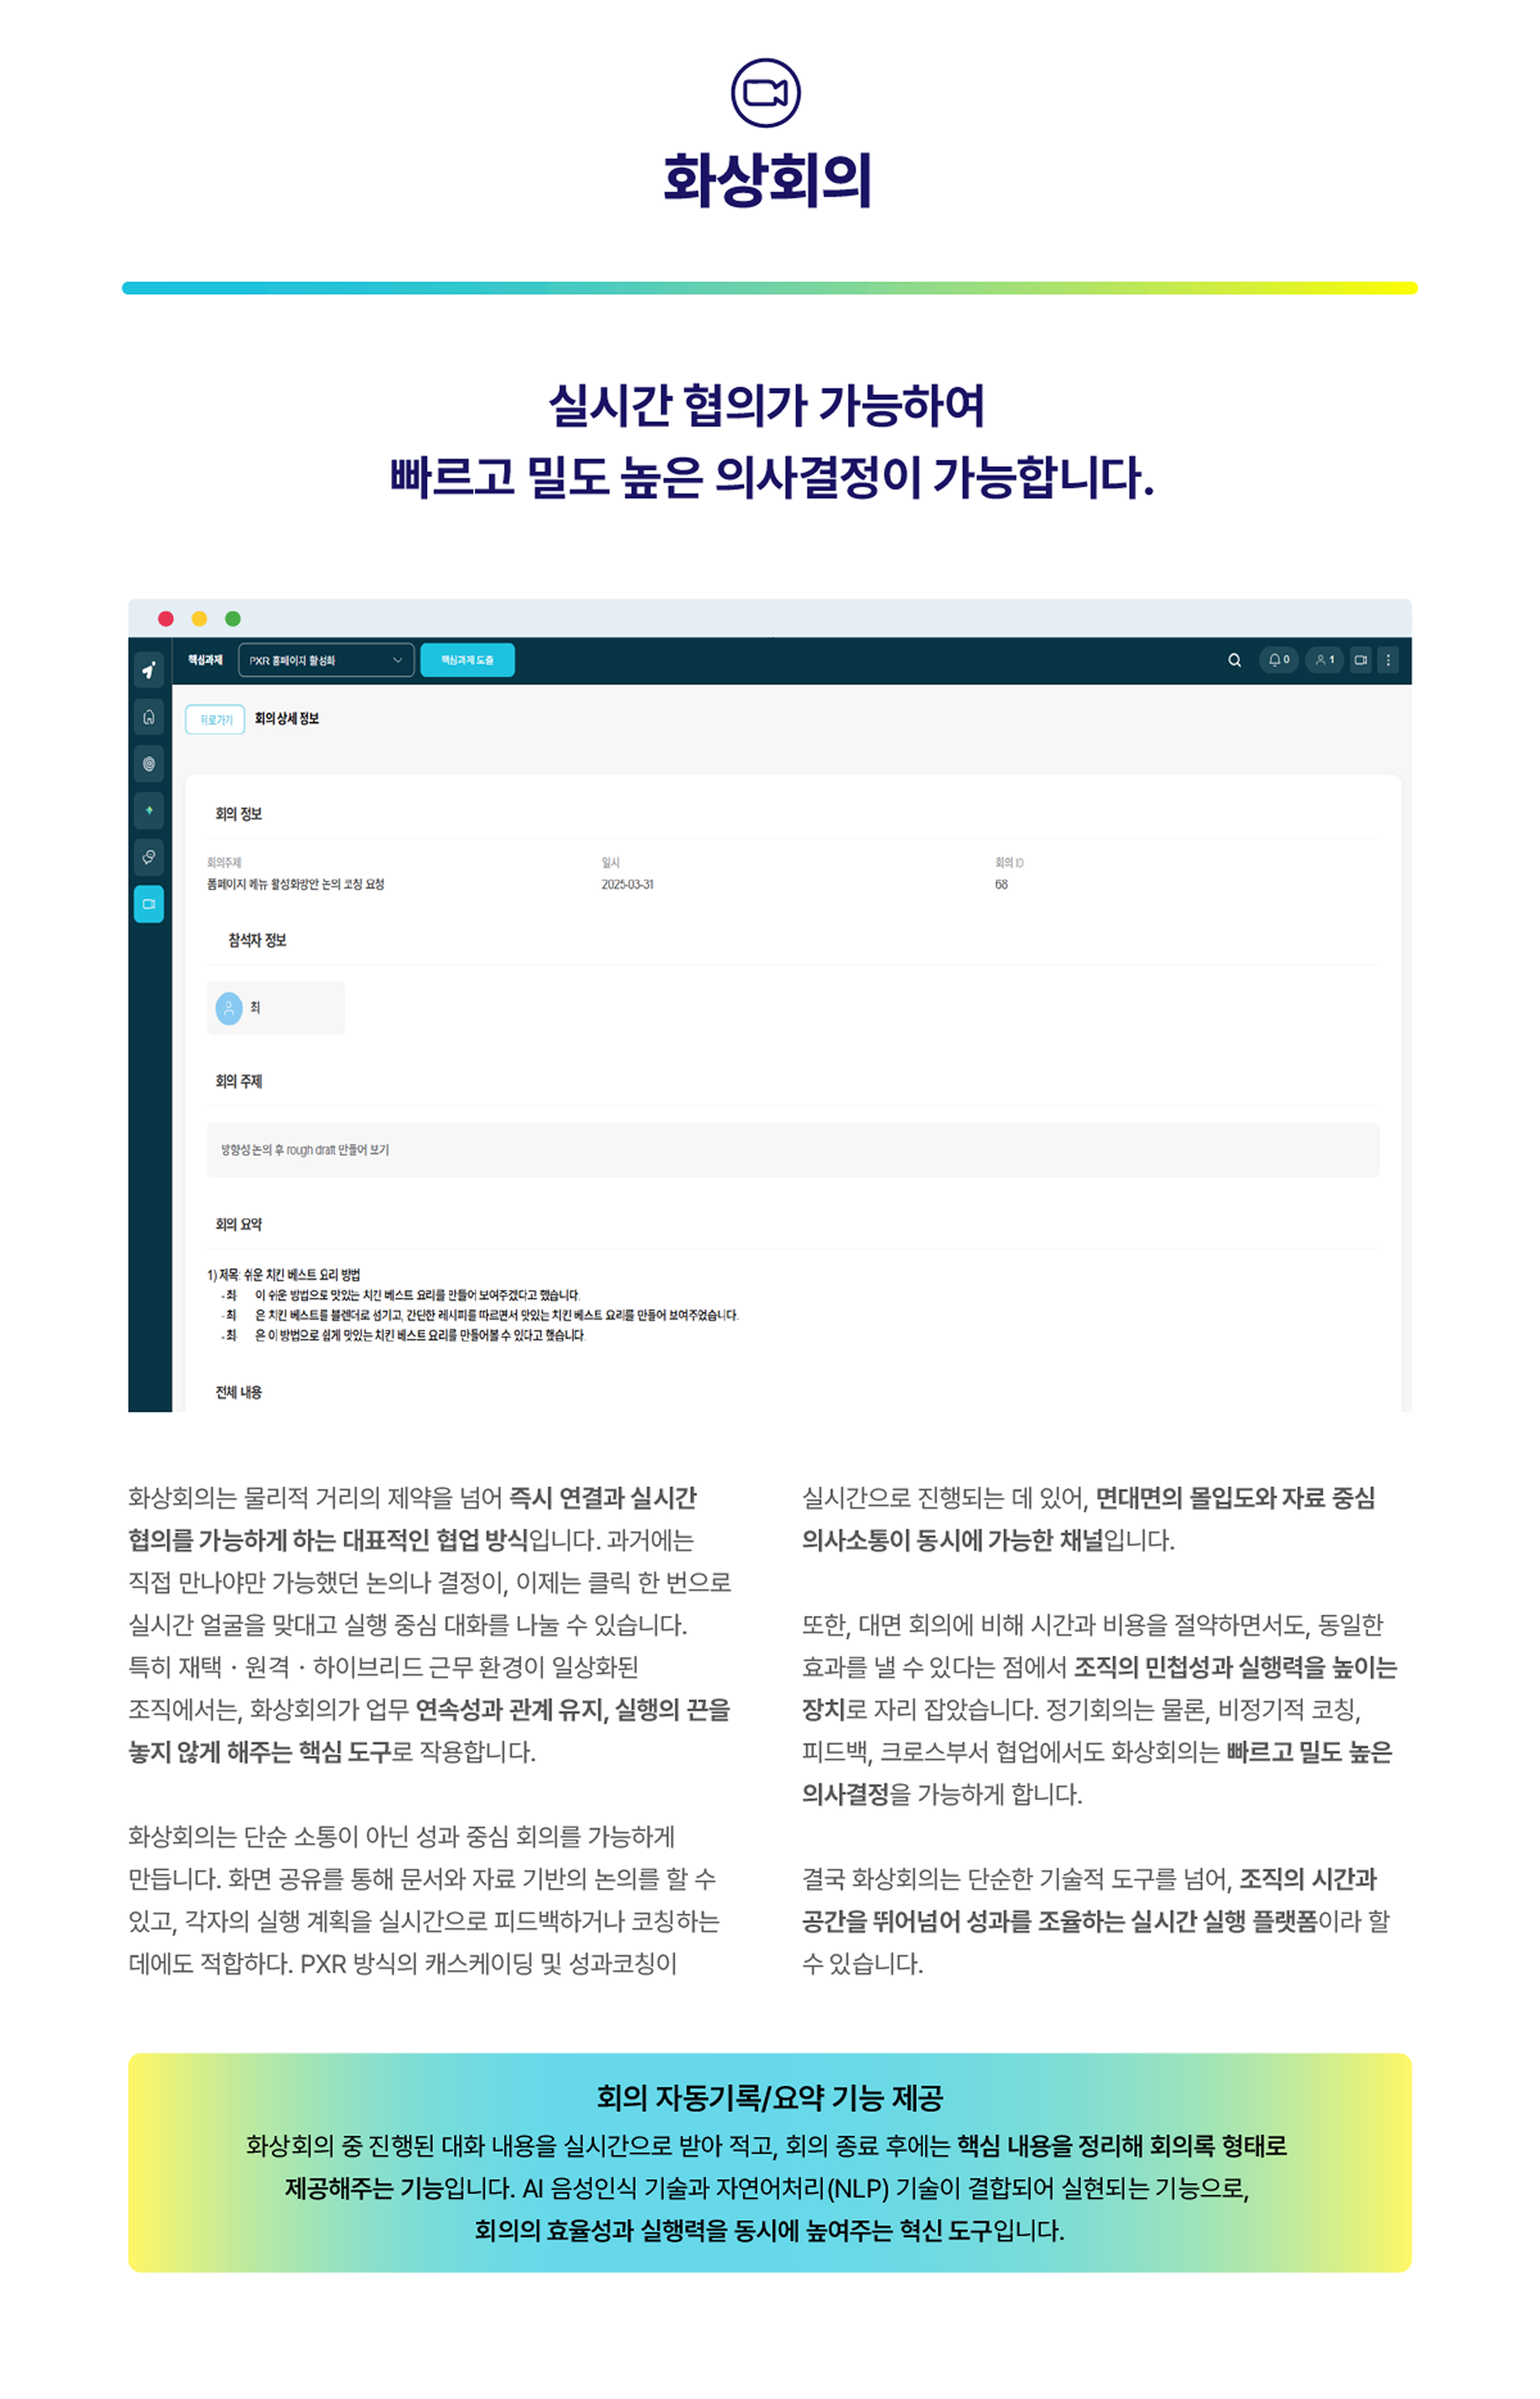 화상회의
실시간 협의가 가능하여
빠르고 밀도 높은 의사결정이 가능합니다.
핵심과제
PXR 홈페이지 활성화
핵심과제 도출
0
1
뒤로가기
회의 상세 정보
회의 정보
회의주제
일시
회의 ID
폼페이지 메뉴 활성화방안 논의 코칭 요청
2025-03-31
68
참석자 정보
최
회의 주제
방향성 논의 후 rough draft 만들어 보기
회의 요약
1) 제목: 쉬운 치킨 베스트 요리 방법
- 최 이 쉬운 방법으로 맛있는 치킨 베스트 요리를 만들어 보여주겠다고 했습니다.
- 최 은 치킨 베스트를 블렌더로 섞기고, 간단한 레시피를 따르면서 맛있는 치킨 베스트 요리를 만들어 보여주었습니다.
- 최 은 이 방법으로 쉽게 맛있는 치킨 베스트 요리를 만들어볼 수 있다고 했습니다.
전체 내용
화상회의는 물리적 거리의 제약을 넘어 즉시 연결과 실시간
협의를 가능하게 하는 대표적인 협업 방식입니다. 과거에는
직접 만나야만 가능했던 논의나 결정이, 이제는 클릭 한 번으로
실시간 얼굴을 맞대고 실행 중심 대화를 나눌 수 있습니다.
특히 재택 · 원격 · 하이브리드 근무 환경이 일상화된
조직에서는, 화상회의가 업무 연속성과 관계 유지, 실행의 끈을
놓지 않게 해주는 핵심 도구로 작용합니다.
화상회의는 단순 소통이 아닌 성과 중심 회의를 가능하게
만듭니다. 화면 공유를 통해 문서와 자료 기반의 논의를 할 수
있고, 각자의 실행 계획을 실시간으로 피드백하거나 코칭하는
데에도 적합하다. PXR 방식의 캐스케이딩 및 성과코칭이
실시간으로 진행되는 데 있어, 면대면의 몰입도와 자료 중심
의사소통이 동시에 가능한 채널입니다.
또한, 대면 회의에 비해 시간과 비용을 절약하면서도, 동일한
효과를 낼 수 있다는 점에서 조직의 민첩성과 실행력을 높이는
장치로 자리 잡았습니다. 정기회의는 물론, 비정기적 코칭,
피드백, 크로스부서 협업에서도 화상회의는 빠르고 밀도 높은
의사결정을 가능하게 합니다.
결국 화상회의는 단순한 기술적 도구를 넘어, 조직의 시간과
공간을 뛰어넘어 성과를 조율하는 실시간 실행 플랫폼이라 할
수 있습니다.
회의 자동기록/요약 기능 제공
화상회의 중 진행된 대화 내용을 실시간으로 받아 적고, 회의 종료 후에는 핵심 내용을 정리해 회의록 형태로
제공해주는 기능입니다. AI 음성인식 기술과 자연어처리(NLP) 기술이 결합되어 실현되는 기능으로,
회의의 효율성과 실행력을 동시에 높여주는 혁신 도구입니다.